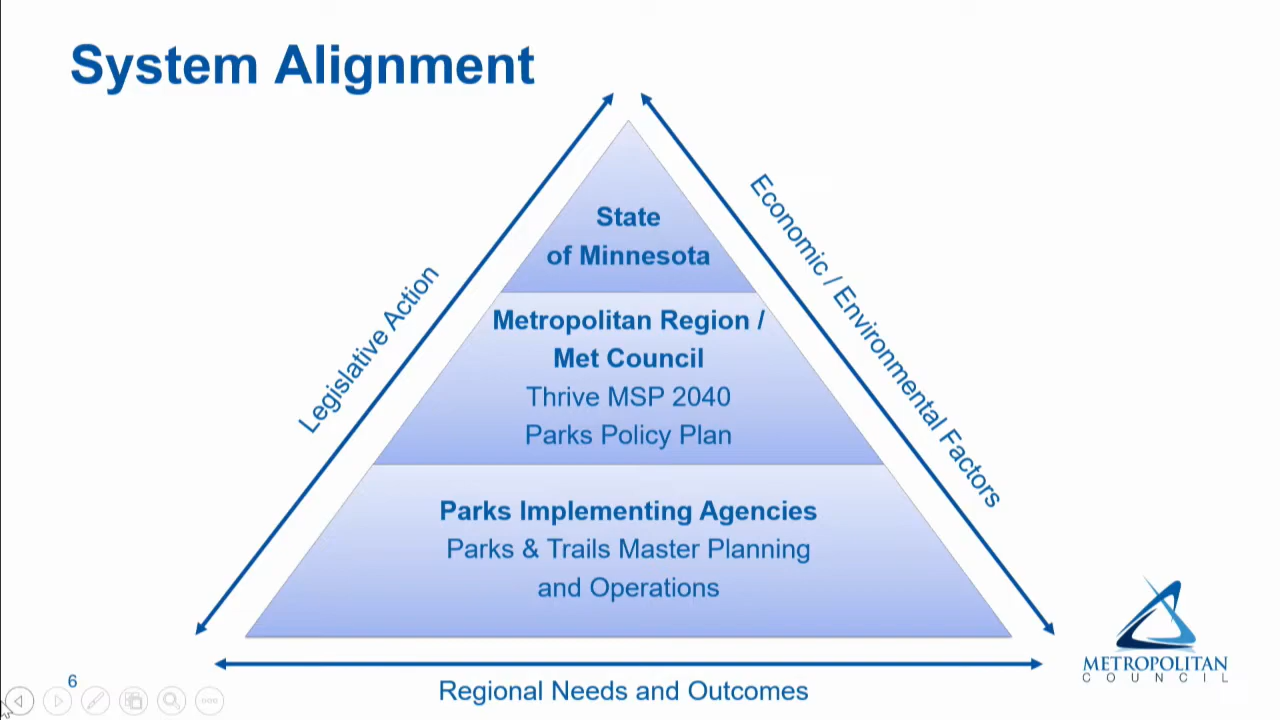 System Alignment
State
of Minnesota
Metropolitan Region /
Met Council
Thrive MSP 2040
Parks Policy Plan
Parks Implementing Agencies
Parks & Trails Master Planning
and Operations
Legislative Action
Economic / Environmental Factors
Regional Needs and Outcomes
6
METROPOLITAN
COUNCIL